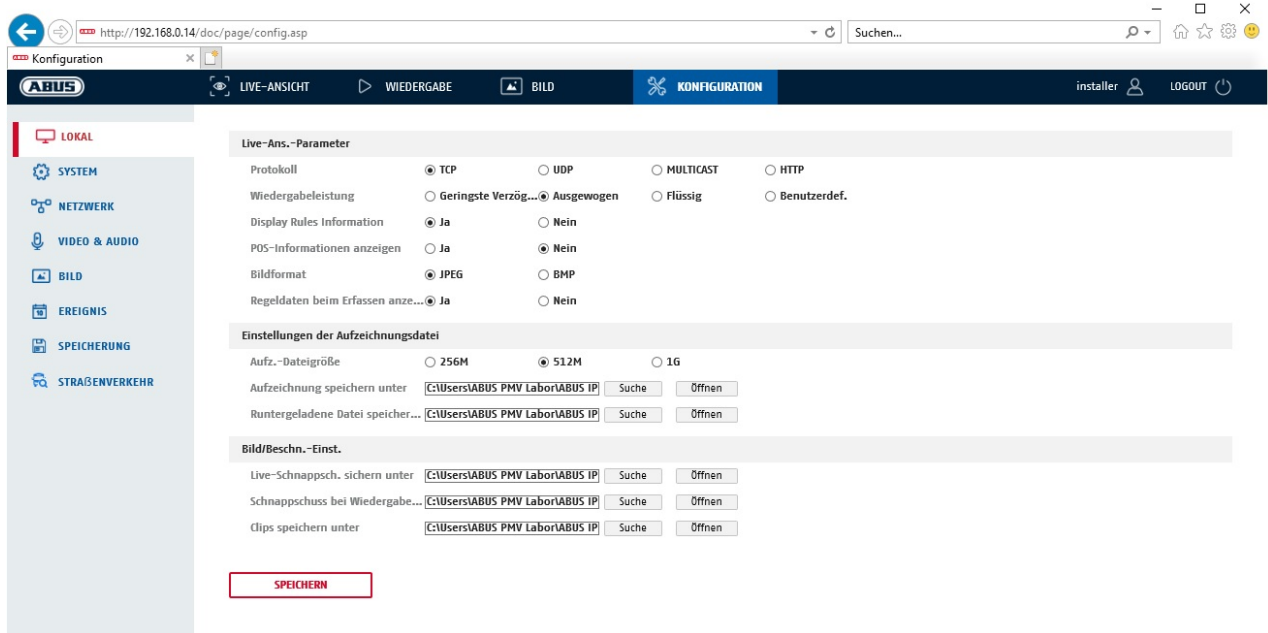 http://192.168.0.14/doc/page/config.asp Suchen...
Konfiguration
ABUS LIVE-ANSICHT WIEDERGABE BILD KONFIGURATION installer LOGOUT
LOKAL
SYSTEM
NETZWERK
VIDEO & AUDIO
BILD
EREIGNIS
SPEICHERUNG
STRAßENVERKEHR
Live-Ans.-Parameter
Protokoll TCP UDP MULTICAST HTTP
Wiedergabeleistung Geringste Verzög... Ausgewogen Flüssig Benutzerdef.
Display Rules Information Ja Nein
POS-Informationen anzeigen Ja Nein
Bildformat JPEG BMP
Regeldaten beim Erfassen anze... Ja Nein
Einstellungen der Aufzeichnungsdatei
Aufz.-Dateigröße 256M 512M 1G
Aufzeichnung speichern unter C:\Users\ABUS PMV Labor\ABUS IP Suche Öffnen
Runtergeladene Datei speicher... C:\Users\ABUS PMV Labor\ABUS IP Suche Öffnen
Bild/Beschn.-Einst.
Live-Schnappsch. sichern unter C:\Users\ABUS PMV Labor\ABUS IP Suche Öffnen
Schnappschuss bei Wiedergabe... C:\Users\ABUS PMV Labor\ABUS IP Suche Öffnen
Clips speichern unter C:\Users\ABUS PMV Labor\ABUS IP Suche Öffnen
SPEICHERN